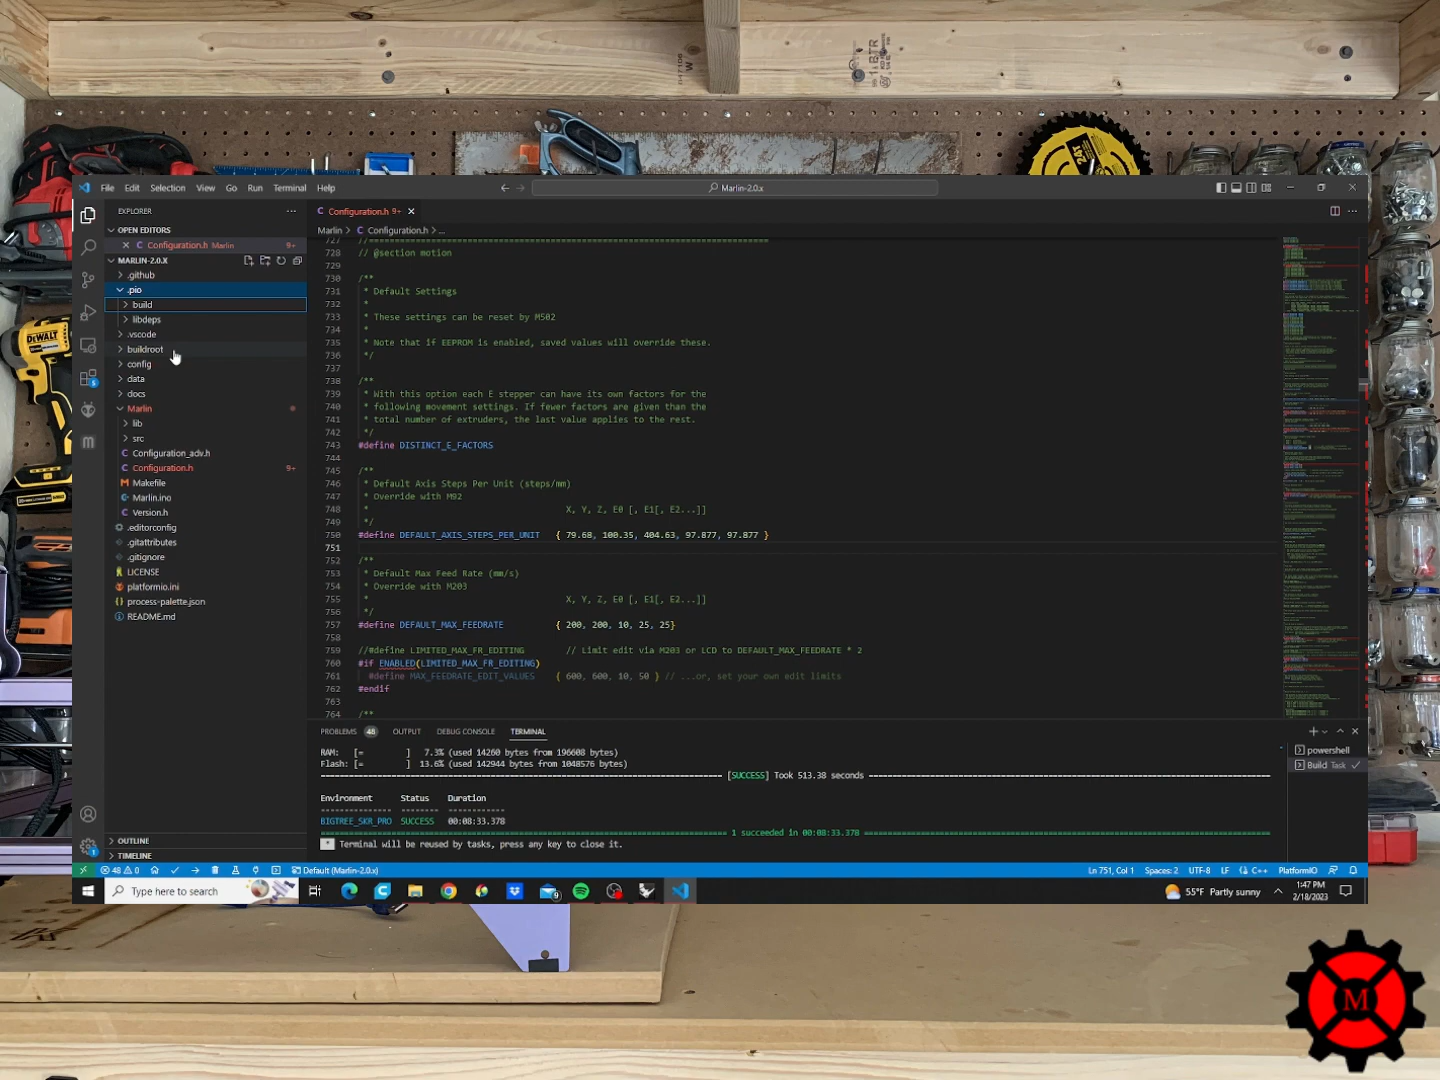 File Edit Selection View Go Run Terminal Help
Marlin-2.0.x
EXPLORER
OPEN EDITORS
Configuration.h Marlin 9+
MARLIN-2.0.X
.github
.pio
build
libdeps
.vscode
buildroot
config
data
docs
Marlin
lib
src
Configuration_adv.h
Configuration.h 9+
Makefile
Marlin.ino
Version.h
.editorconfig
.gitattributes
.gitignore
LICENSE
platformio.ini
process-palette.json
README.md
OUTLINE
TIMELINE
Configuration.h 9+
Marlin > Configuration.h > ...
727 //===========================================================================
728 // @section motion
729
730 /**
731 * Default Settings
732 *
733 * These settings can be reset by M502
734 *
735 * Note that if EEPROM is enabled, saved values will override these.
736 */
737
738 /**
739 * With this option each E stepper can have its own factors for the
740 * following movement settings. If fewer factors are given than the
741 * total number of extruders, the last value applies to the rest.
742 */
743 #define DISTINCT_E_FACTORS
744
745 /**
746 * Default Axis Steps Per Unit (steps/mm)
747 * Override with M92
748 * X, Y, Z, E0 [, E1[, E2...]]
749 */
750 #define DEFAULT_AXIS_STEPS_PER_UNIT { 79.68, 100.35, 404.63, 97.877, 97.877 }
751
752 /**
753 * Default Max Feed Rate (mm/s)
754 * Override with M203
755 * X, Y, Z, E0 [, E1[, E2...]]
756 */
757 #define DEFAULT_MAX_FEEDRATE { 200, 200, 10, 25, 25}
758
759 //#define LIMITED_MAX_FR_EDITING // Limit edit via M203 or LCD to DEFAULT_MAX_FEEDRATE * 2
760 #if ENABLED(LIMITED_MAX_FR_EDITING)
761 #define MAX_FEEDRATE_EDIT_VALUES { 600, 600, 10, 50 } // ...or, set your own edit limits
762 #endif
763
764 /**
PROBLEMS 48 OUTPUT DEBUG CONSOLE TERMINAL
RAM: [= ] 7.3% (used 14260 bytes from 196608 bytes)
Flash: [= ] 13.6% (used 142944 bytes from 1048576 bytes)
[SUCCESS] Took 513.38 seconds
Environment Status Duration
BIGTREE_SKR_PRO SUCCESS 00:08:33.378
1 succeeded in 00:08:33.378
* Terminal will be reused by tasks, press any key to close it.
powershell
Build Task
48 0 Default (Marlin-2.0.x) Ln 751, Col 1 Spaces: 2 UTF-8 LF C++ PlatformIO
Type here to search
55°F Partly sunny
1:47 PM
2/18/2023
DEWALT
24T
M